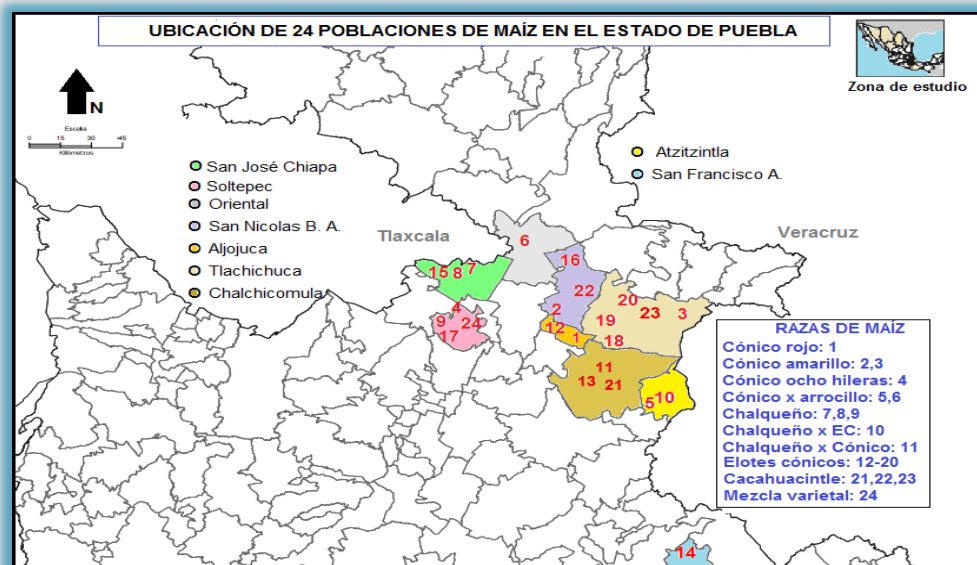 UBICACIÓN DE 24 POBLACIONES DE MAÍZ EN EL ESTADO DE PUEBLA
Zona de estudio
N
Escala
0 15 30 45
Kilómetros
San José Chiapa
Soltepec
Oriental
San Nicolas B. A.
Aljojuca
Tlachichuca
Chalchicomula
Atzitzintla
San Francisco A.
Tlaxcala
Veracruz
6
16
15 8 7
22
20
23 3
2
19
4
9 24
17
12 1
18
11
13 21
5 10
14
RAZAS DE MAÍZ
Cónico rojo: 1
Cónico amarillo: 2,3
Cónico ocho hileras: 4
Cónico x arrocillo: 5,6
Chalqueño: 7,8,9
Chalqueño x EC: 10
Chalqueño x Cónico: 11
Elotes cónicos: 12-20
Cacahuacintle: 21,22,23
Mezcla varietal: 24